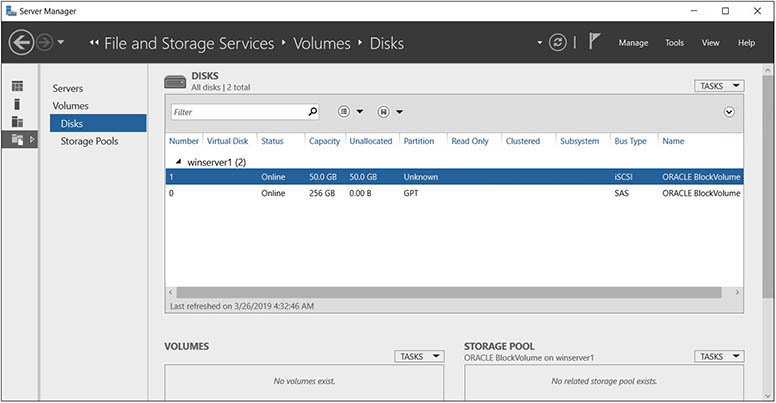 Server Manager
File and Storage Services ‣ Volumes ‣ Disks
Manage Tools View Help
Servers
Volumes
Disks
Storage Pools
DISKS
All disks | 2 total
TASKS
Filter
Number Virtual Disk Status Capacity Unallocated Partition Read Only Clustered Subsystem Bus Type Name
winserver1 (2)
1 Online 50.0 GB 50.0 GB Unknown iSCSI ORACLE BlockVolume
0 Online 256 GB 0.00 B GPT SAS ORACLE BlockVolume
Last refreshed on 3/26/2019 4:32:46 AM
VOLUMES
TASKS
No volumes exist.
STORAGE POOL
ORACLE BlockVolume on winserver1
TASKS
No related storage pool exists.